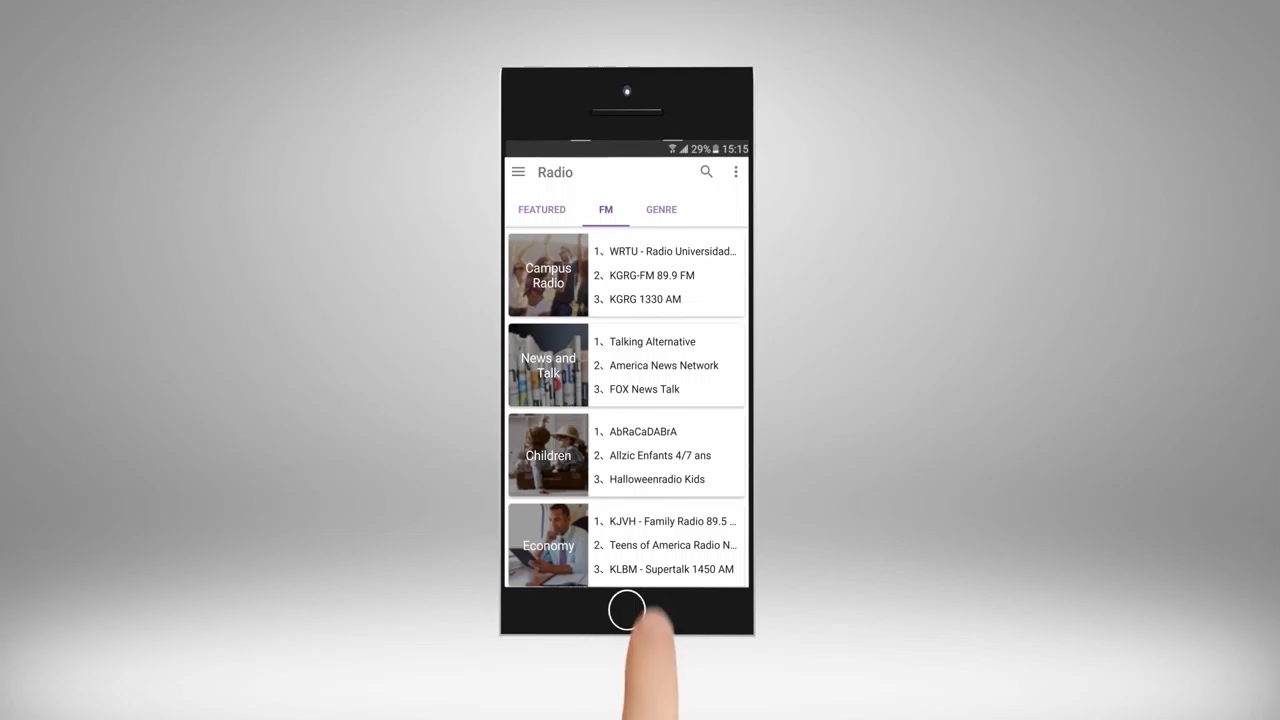 29% 15:15
Radio
FEATURED FM GENRE
Campus
Radio
1、WRTU - Radio Universidad...
2、KGRG-FM 89.9 FM
3、KGRG 1330 AM
News and
Talk
1、Talking Alternative
2、America News Network
3、FOX News Talk
Children
1、AbRaCaDABrA
2、Allzic Enfants 4/7 ans
3、Halloweenradio Kids
Economy
1、KJVH - Family Radio 89.5 ...
2、Teens of America Radio N...
3、KLBM - Supertalk 1450 AM